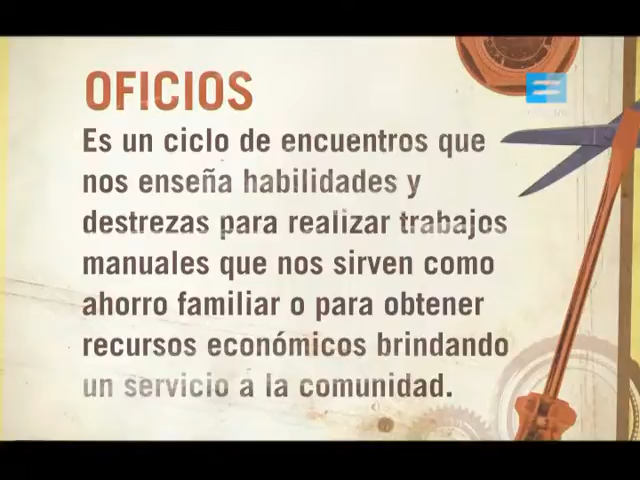 OFICIOS
Es un ciclo de encuentros que
nos enseña habilidades y
destrezas para realizar trabajos
manuales que nos sirven como
ahorro familiar o para obtener
recursos económicos brindando
un servicio a la comunidad.